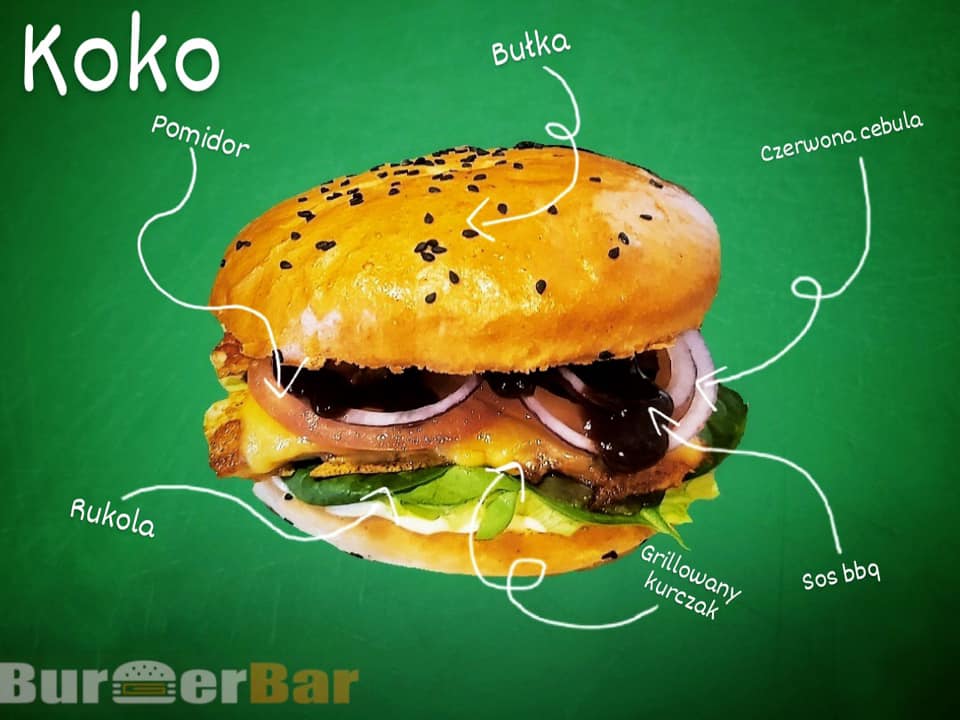 Koko
Bułka
Pomidor
Czerwona cebula
Rukola
Grillowany
kurczak
Sos bbq
BurgerBar